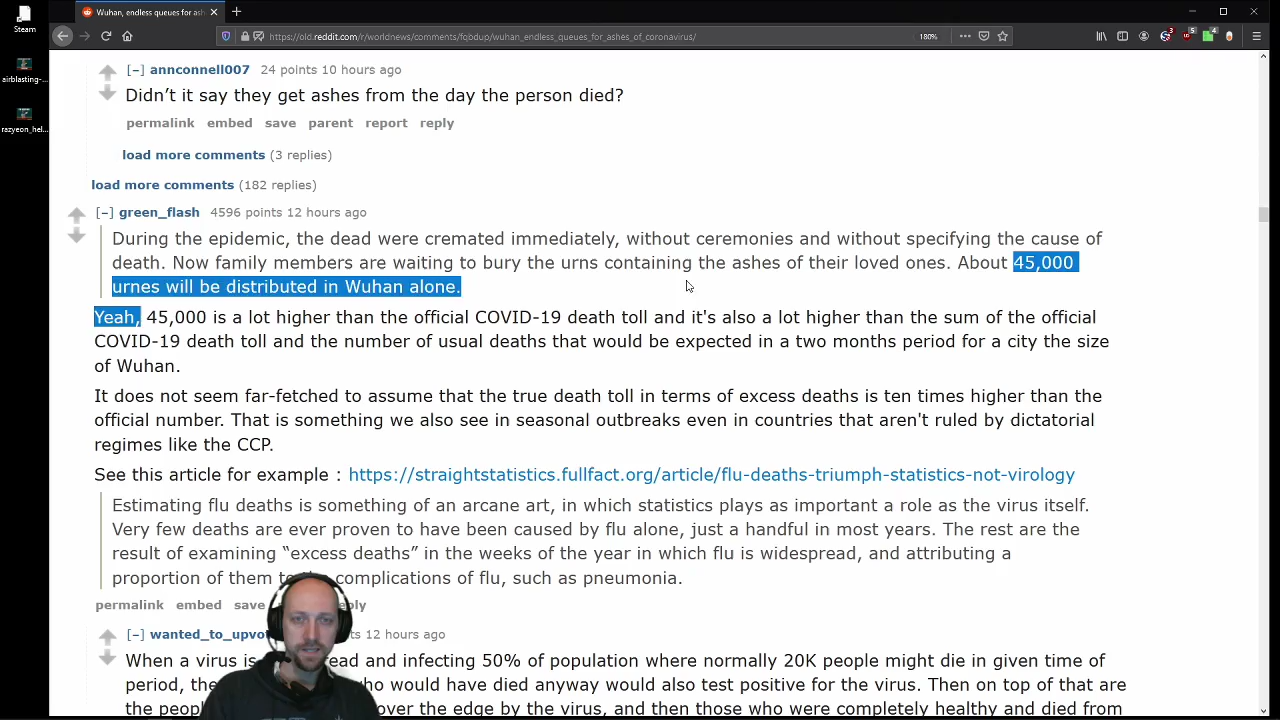 Steam
airblasting-...
razyeon_hel...
Wuhan, endless queues for ash
https://old.reddit.com/r/worldnews/comments/fqbdup/wuhan_endless_queues_for_ashes_of_coronavirus/
180%
[–] annconnell007 24 points 10 hours ago
Didn’t it say they get ashes from the day the person died?
permalink embed save parent report reply
load more comments (3 replies)
load more comments (182 replies)
[–] green_flash 4596 points 12 hours ago
During the epidemic, the dead were cremated immediately, without ceremonies and without specifying the cause of
death. Now family members are waiting to bury the urns containing the ashes of their loved ones. About 45,000
urnes will be distributed in Wuhan alone.
Yeah, 45,000 is a lot higher than the official COVID-19 death toll and it's also a lot higher than the sum of the official
COVID-19 death toll and the number of usual deaths that would be expected in a two months period for a city the size
of Wuhan.
It does not seem far-fetched to assume that the true death toll in terms of excess deaths is ten times higher than the
official number. That is something we also see in seasonal outbreaks even in countries that aren't ruled by dictatorial
regimes like the CCP.
See this article for example : https://straightstatistics.fullfact.org/article/flu-deaths-triumph-statistics-not-virology
Estimating flu deaths is something of an arcane art, in which statistics plays as important a role as the virus itself.
Very few deaths are ever proven to have been caused by flu alone, just a handful in most years. The rest are the
result of examining “excess deaths” in the weeks of the year in which flu is widespread, and attributing a
proportion of them to complications of flu, such as pneumonia.
permalink embed save
[–] wanted_to_upvo 12 hours ago
When a virus is and infecting 50% of population where normally 20K people might die in given time of
period, who would have died anyway would also test positive for the virus. Then on top of that are
the over the edge by the virus, and then those who were completely healthy and died from